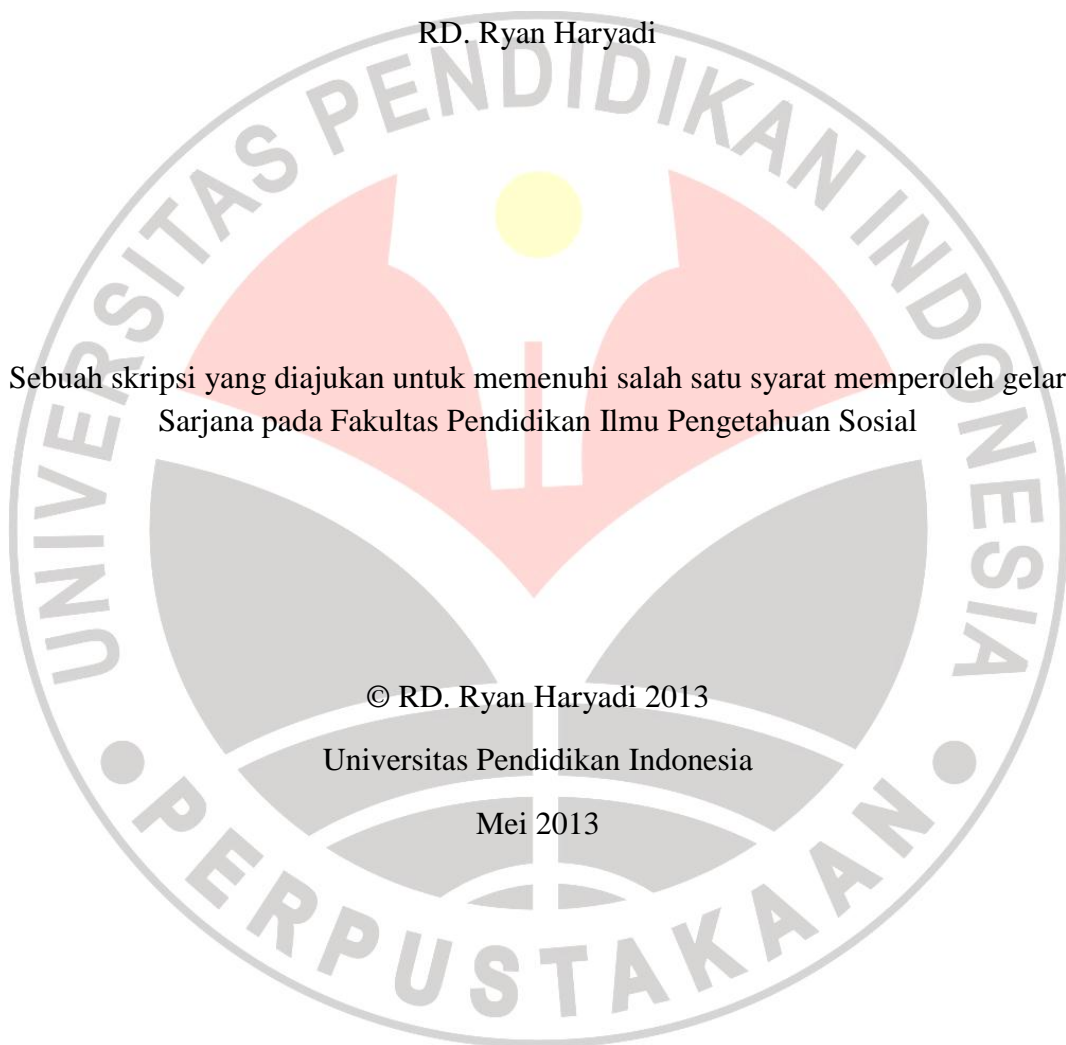 RD. Ryan Haryadi
UNIVERSITAS PENDIDIKAN INDONESIA
Sebuah skripsi yang diajukan untuk memenuhi salah satu syarat memperoleh gelar
Sarjana pada Fakultas Pendidikan Ilmu Pengetahuan Sosial
© RD. Ryan Haryadi 2013
Universitas Pendidikan Indonesia
Mei 2013
PERPUSTAKAAN